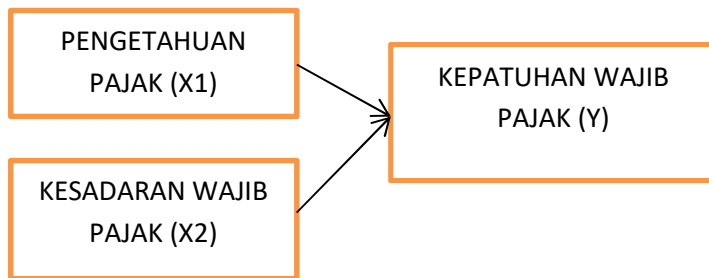 PENGETAHUAN
PAJAK (X1)
KEPATUHAN WAJIB
PAJAK (Y)
KESADARAN WAJIB
PAJAK (X2)